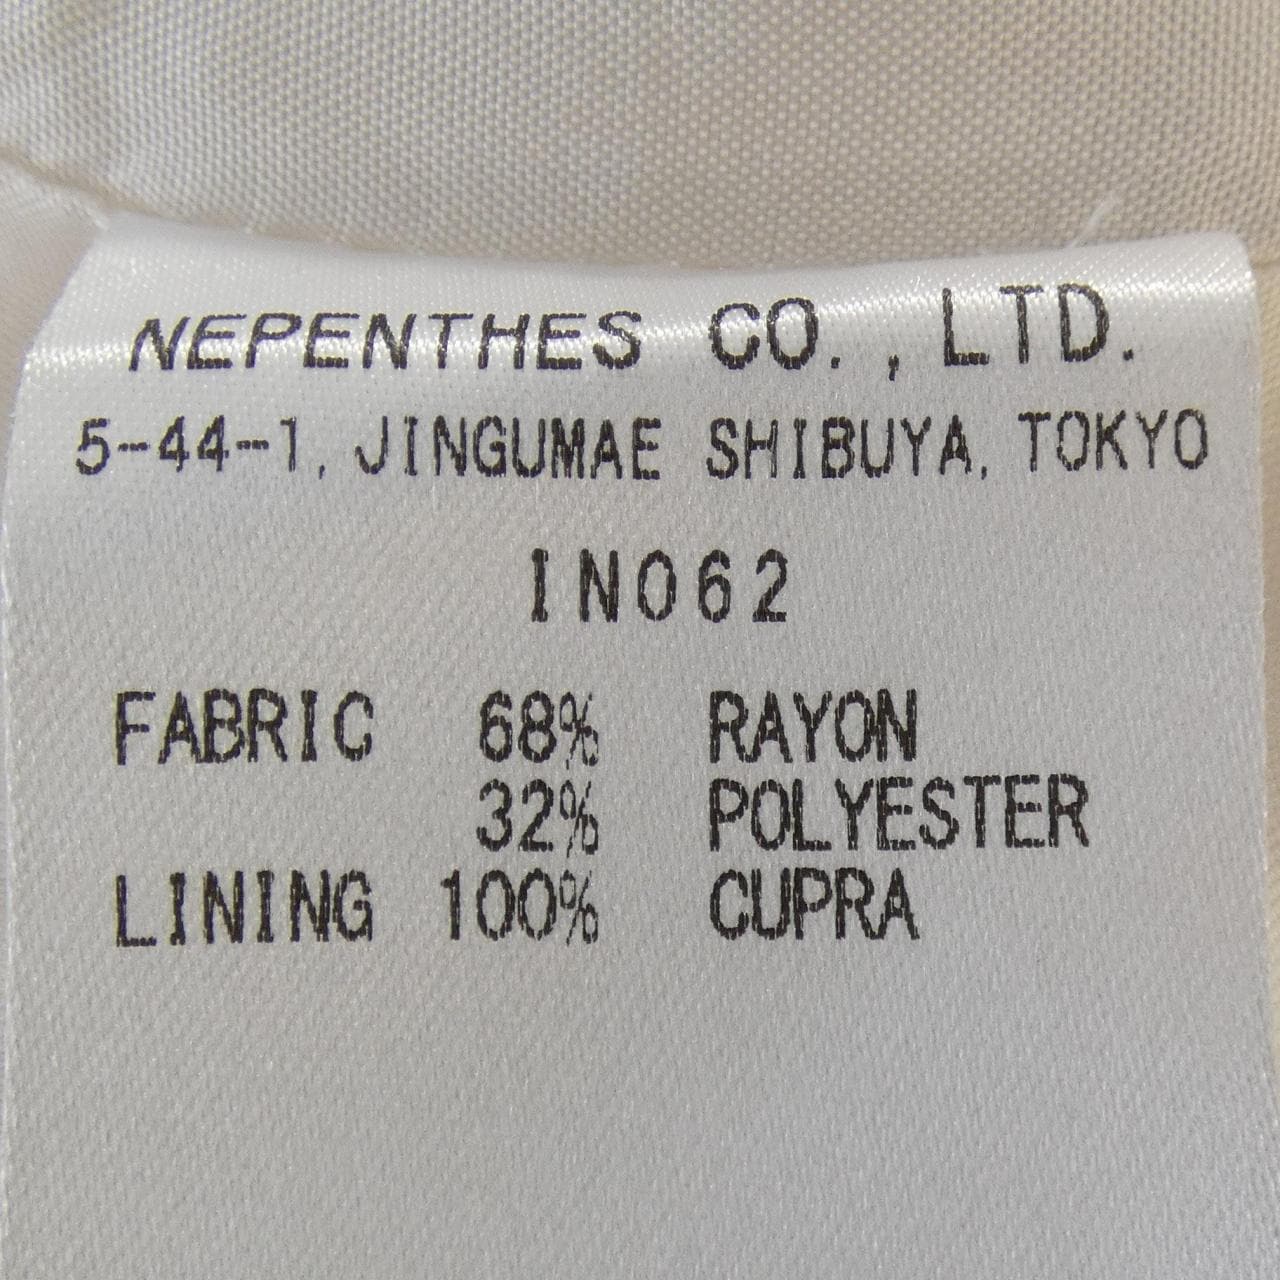 NEPENTHES CO., LTD.
5-44-1, JINGUMAE SHIBUYA, TOKYO
IN062
FABRIC 68% RAYON
32% POLYESTER
LINING 100% CUPRA